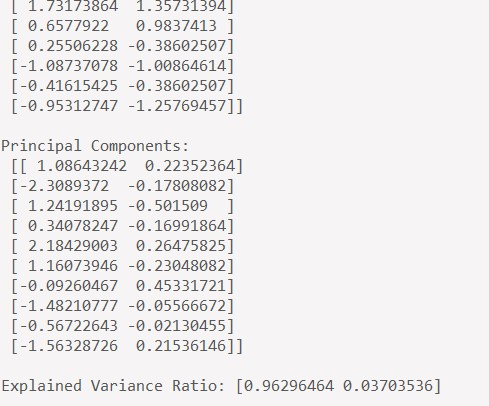 [ 1.73173864  1.35731394]
[ 0.6577922   0.9837413 ]
[ 0.25506228 -0.38602507]
[-1.08737078 -1.00864614]
[-0.41615425 -0.38602507]
[-0.95312747 -1.25769457]]
Principal Components:
[[ 1.08643242  0.22352364]
[-2.3089372  -0.17808082]
[ 1.24191895 -0.501509  ]
[ 0.34078247 -0.16991864]
[ 2.18429003  0.26475825]
[ 1.16073946 -0.23048082]
[-0.09260467  0.45331721]
[-1.48210777 -0.05566672]
[-0.56722643 -0.02130455]
[-1.56328726  0.21536146]]
Explained Variance Ratio: [0.96296464 0.03703536]